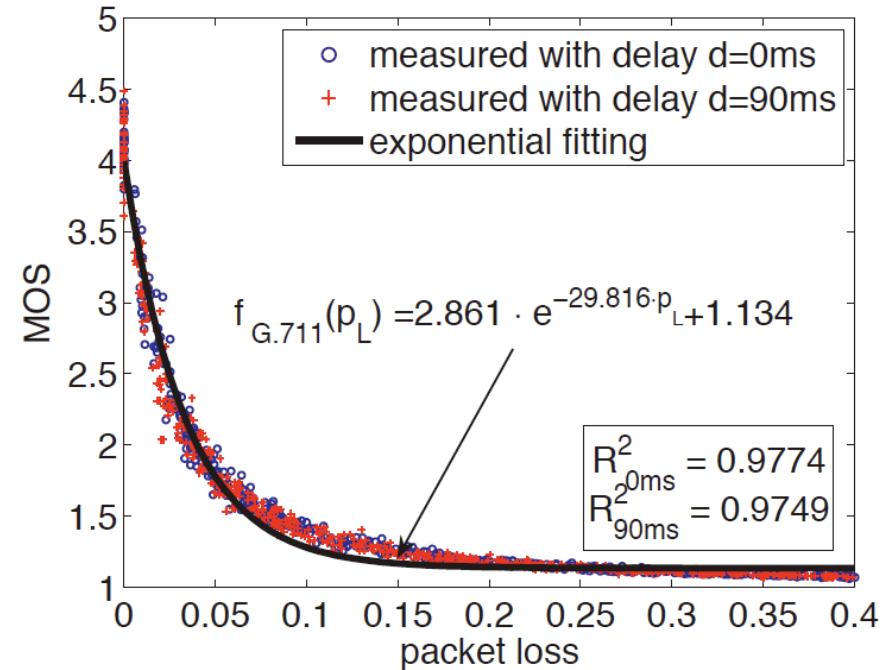 5
4.5
4
3.5
3
2.5
2
1.5
1
MOS
measured with delay d=0ms
measured with delay d=90ms
exponential fitting
f G.711(pL) =2.861 · e^−29.816·pL+1.134
R^2 0ms = 0.9774
R^2 90ms = 0.9749
0 0.05 0.1 0.15 0.2 0.25 0.3 0.35 0.4
packet loss